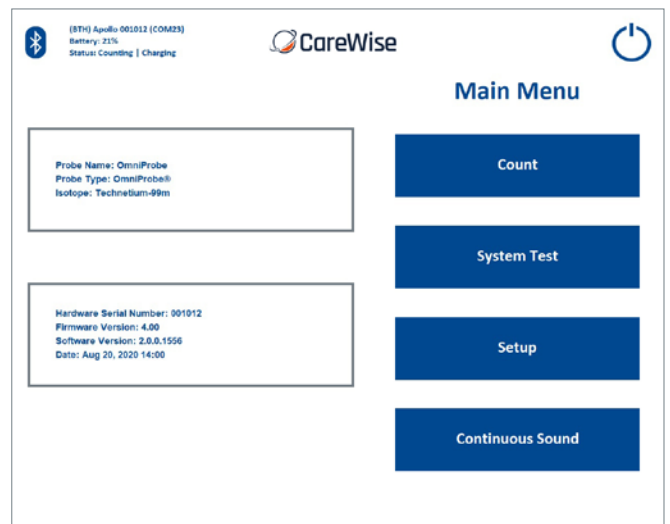 (BTH) Apollo 001012 (COM23)
Battery: 21%
Status: Counting | Charging
CareWise
Main Menu
Probe Name: OmniProbe
Probe Type: OmniProbe®
Isotope: Technetium-99m
Count
System Test
Hardware Serial Number: 001012
Firmware Version: 4.00
Software Version: 2.0.0.1556
Date: Aug 20, 2020 14:00
Setup
Continuous Sound